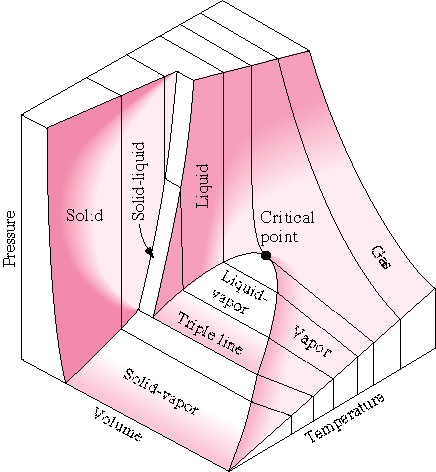 Pressure
Sol:d
Solid-liquid
Liquid
Critical
point
Gas
Liquid-
vapor
Vapor
Triple line
Solid-vapor
Volume
Temperature